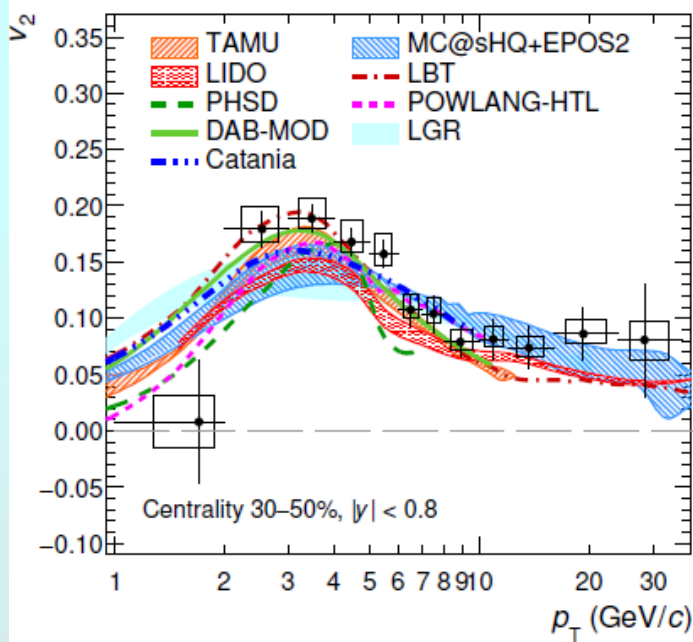 v2
0.35
0.30
0.25
0.20
0.15
0.10
0.05
0.00
−0.05
−0.10
TAMU
LIDO
PHSD
DAB-MOD
Catania
MC@sHQ+EPOS2
LBT
POWLANG-HTL
LGR
Centrality 30–50%, |y| < 0.8
1 2 3 4 5 6 7 8 910 20 30
pT (GeV/c)